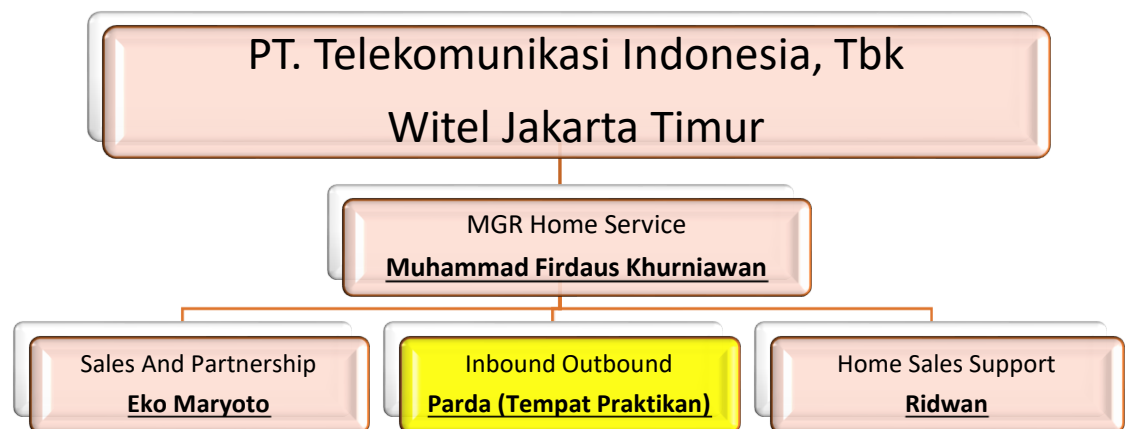 PT. Telekomunikasi Indonesia, Tbk
Witel Jakarta Timur
MGR Home Service
Muhammad Firdaus Khurniawan
Sales And Partnership
Eko Maryoto
Inbound Outbound
Parda (Tempat Praktikan)
Home Sales Support
Ridwan